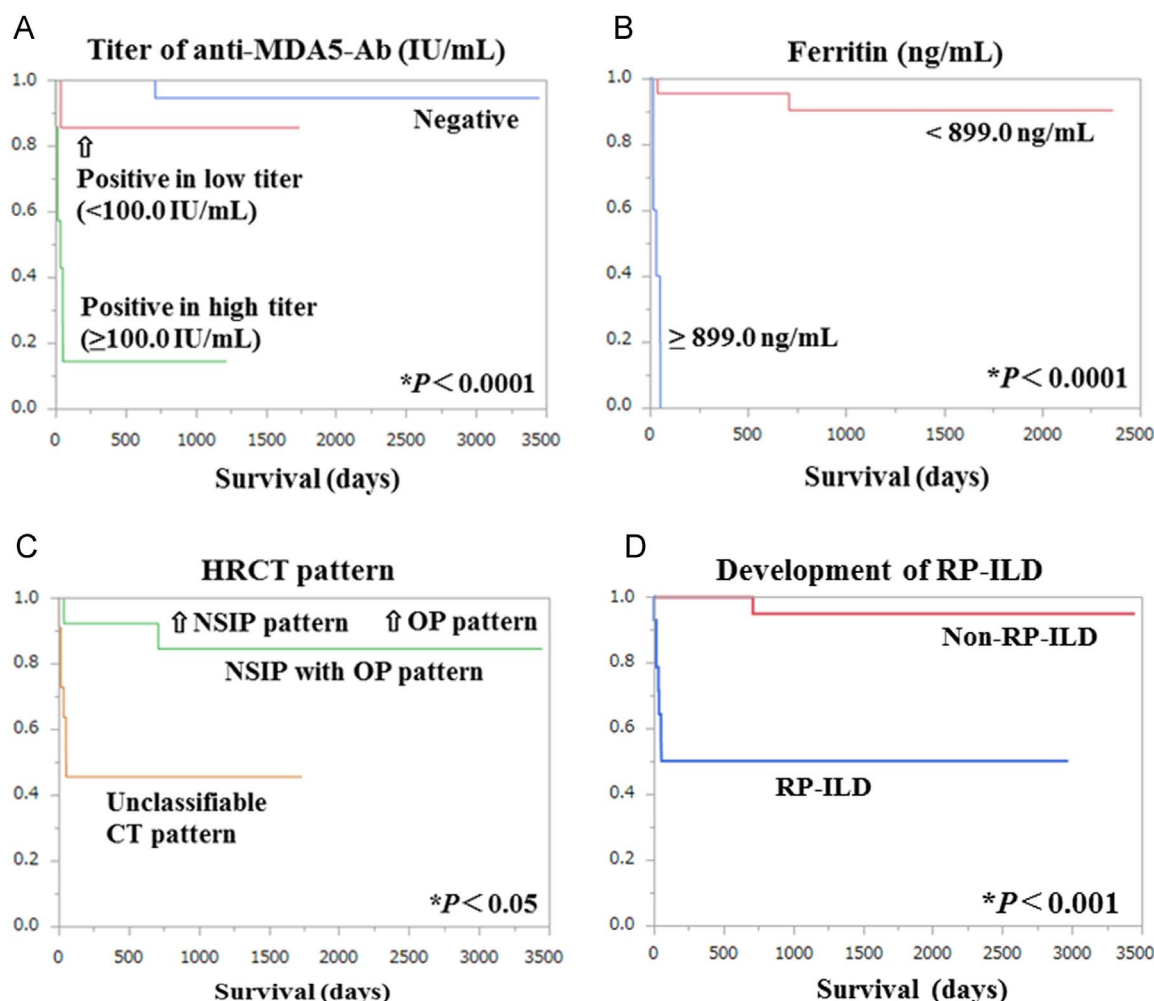 A
Titer of anti-MDA5-Ab (IU/mL)
1.0
0.8
0.6
0.4
0.2
0.0
Negative
⇧
Positive in low titer
(<100.0 IU/mL)
Positive in high titer
(≥100.0 IU/mL)
*P<0.0001
0 500 1000 1500 2000 2500 3000 3500
Survival (days)
B
Ferritin (ng/mL)
1.0
0.8
0.6
0.4
0.2
0.0
< 899.0 ng/mL
≥ 899.0 ng/mL
*P<0.0001
0 500 1000 1500 2000 2500
Survival (days)
C
HRCT pattern
1.0
0.8
0.6
0.4
0.2
0.0
⇧ NSIP pattern ⇧ OP pattern
NSIP with OP pattern
Unclassifiable
CT pattern
*P<0.05
0 500 1000 1500 2000 2500 3000 3500
Survival (days)
D
Development of RP-ILD
1.0
0.8
0.6
0.4
0.2
0.0
Non-RP-ILD
RP-ILD
*P<0.001
0 500 1000 1500 2000 2500 3000 3500
Survival (days)